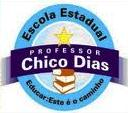 Escola Estadual
PROFESSOR
Chico Dias
Educar: Este é o caminho